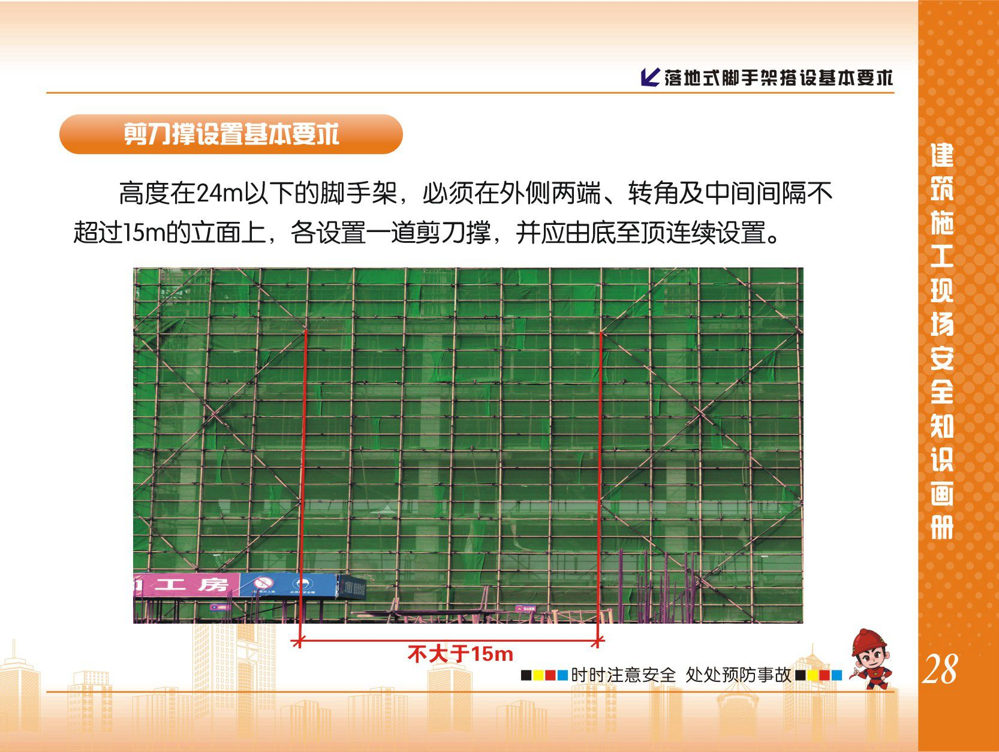 落地式脚手架搭设基本要求
剪刀撑设置基本要求
高度在24m以下的脚手架，必须在外侧两端、转角及中间间隔不
超过15m的立面上，各设置一道剪刀撑，并应由底至顶连续设置。
工房
不大于15m
时时注意安全 处处预防事故
建筑施工现场安全知识画册
28